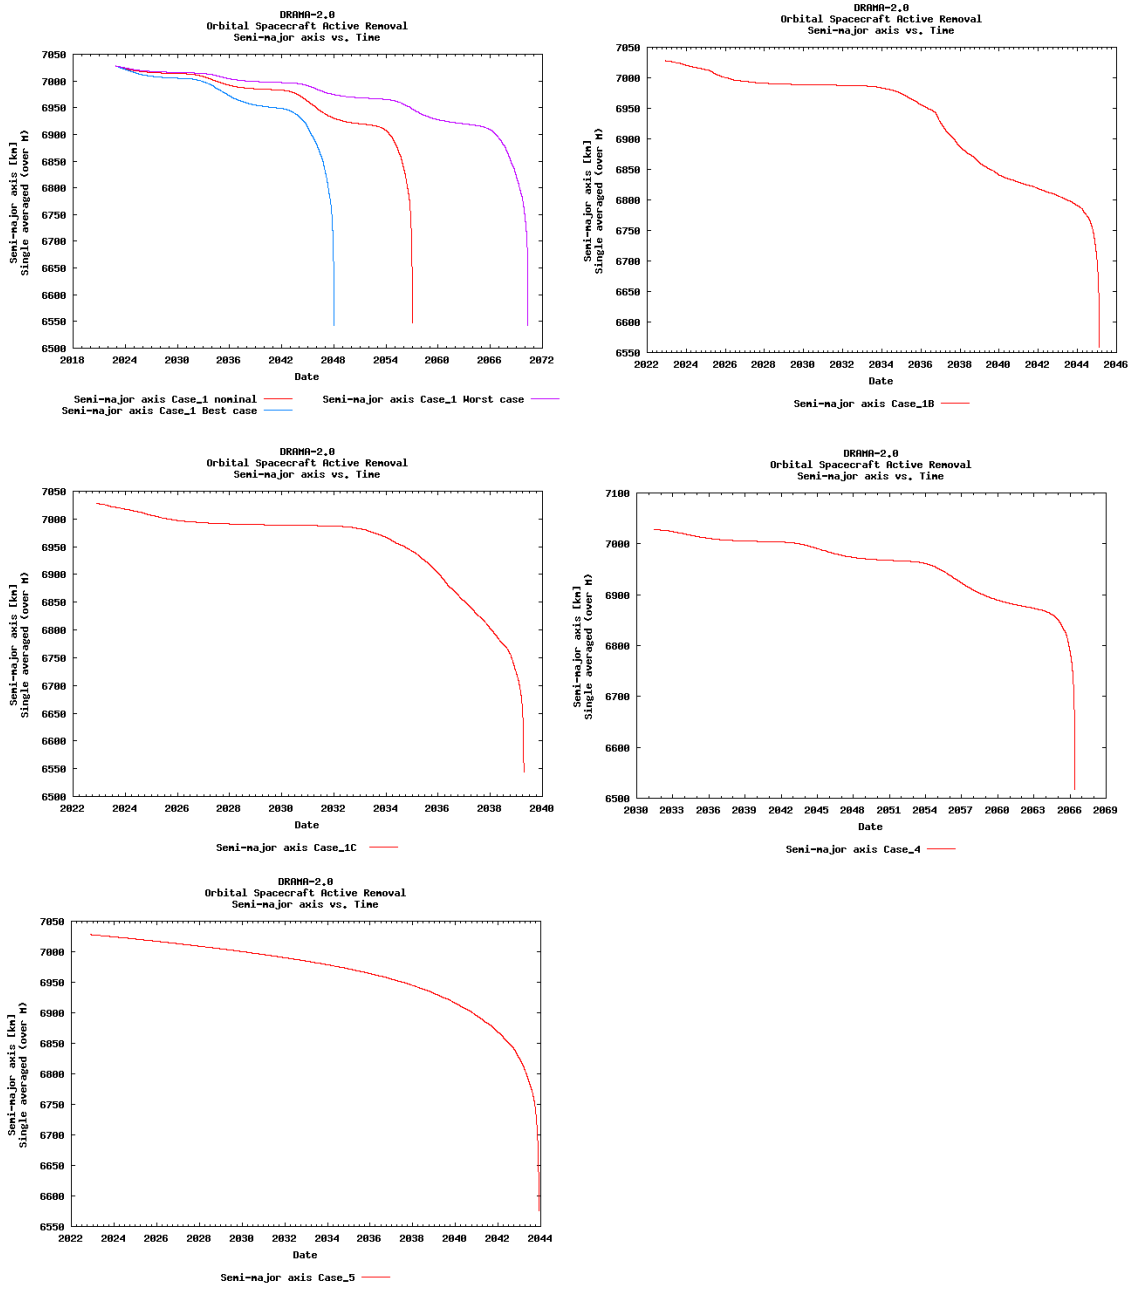 DRAMA-2.0
Orbital Spacecraft Active Removal
Semi-major axis vs. Time
7050
7000
6950
6900
6850
6800
6750
6700
6650
6600
6550
6500
Semi-major axis [km]
Single averaged (over M)
2018 2024 2030 2036 2042 2048 2054 2060 2066 2072
Date
Semi-major axis Case_1 nominal
Semi-major axis Case_1 Worst case
Semi-major axis Case_1 Best case
DRAMA-2.0
Orbital Spacecraft Active Removal
Semi-major axis vs. Time
7050
7000
6950
6900
6850
6800
6750
6700
6650
6600
6550
Semi-major axis [km]
Single averaged (over M)
2022 2024 2026 2028 2030 2032 2034 2036 2038 2040 2042 2044 2046
Date
Semi-major axis Case_1B
DRAMA-2.0
Orbital Spacecraft Active Removal
Semi-major axis vs. Time
7050
7000
6950
6900
6850
6800
6750
6700
6650
6600
6550
6500
Semi-major axis [km]
Single averaged (over M)
2022 2024 2026 2028 2030 2032 2034 2036 2038 2040
Date
Semi-major axis Case_1C
DRAMA-2.0
Orbital Spacecraft Active Removal
Semi-major axis vs. Time
7100
7000
6900
6800
6700
6600
6500
Semi-major axis [km]
Single averaged (over M)
2030 2033 2036 2039 2042 2045 2048 2051 2054 2057 2060 2063 2066 2069
Date
Semi-major axis Case_4
DRAMA-2.0
Orbital Spacecraft Active Removal
Semi-major axis vs. Time
7050
7000
6950
6900
6850
6800
6750
6700
6650
6600
6550
Semi-major axis [km]
Single averaged (over M)
2022 2024 2026 2028 2030 2032 2034 2036 2038 2040 2042 2044
Date
Semi-major axis Case_5